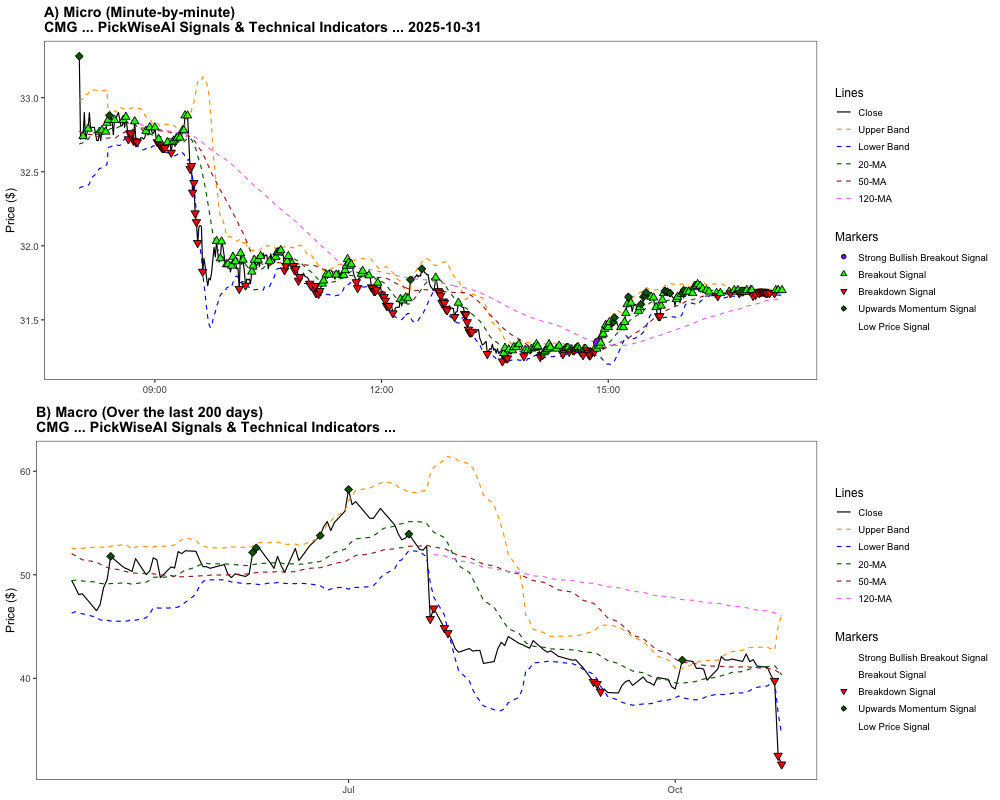 A) Micro (Minute-by-minute)
CMG ... PickWiseAI Signals & Technical Indicators ... 2025-10-31
Price ($)
33.0
32.5
32.0
31.5
09:00
12:00
15:00
Lines
Close
Upper Band
Lower Band
20-MA
50-MA
120-MA
Markers
Strong Bullish Breakout Signal
Breakout Signal
Breakdown Signal
Upwards Momentum Signal
Low Price Signal
B) Macro (Over the last 200 days)
CMG ... PickWiseAI Signals & Technical Indicators ...
Price ($)
60
50
40
Jul
Oct
Lines
Close
Upper Band
Lower Band
20-MA
50-MA
120-MA
Markers
Strong Bullish Breakout Signal
Breakout Signal
Breakdown Signal
Upwards Momentum Signal
Low Price Signal